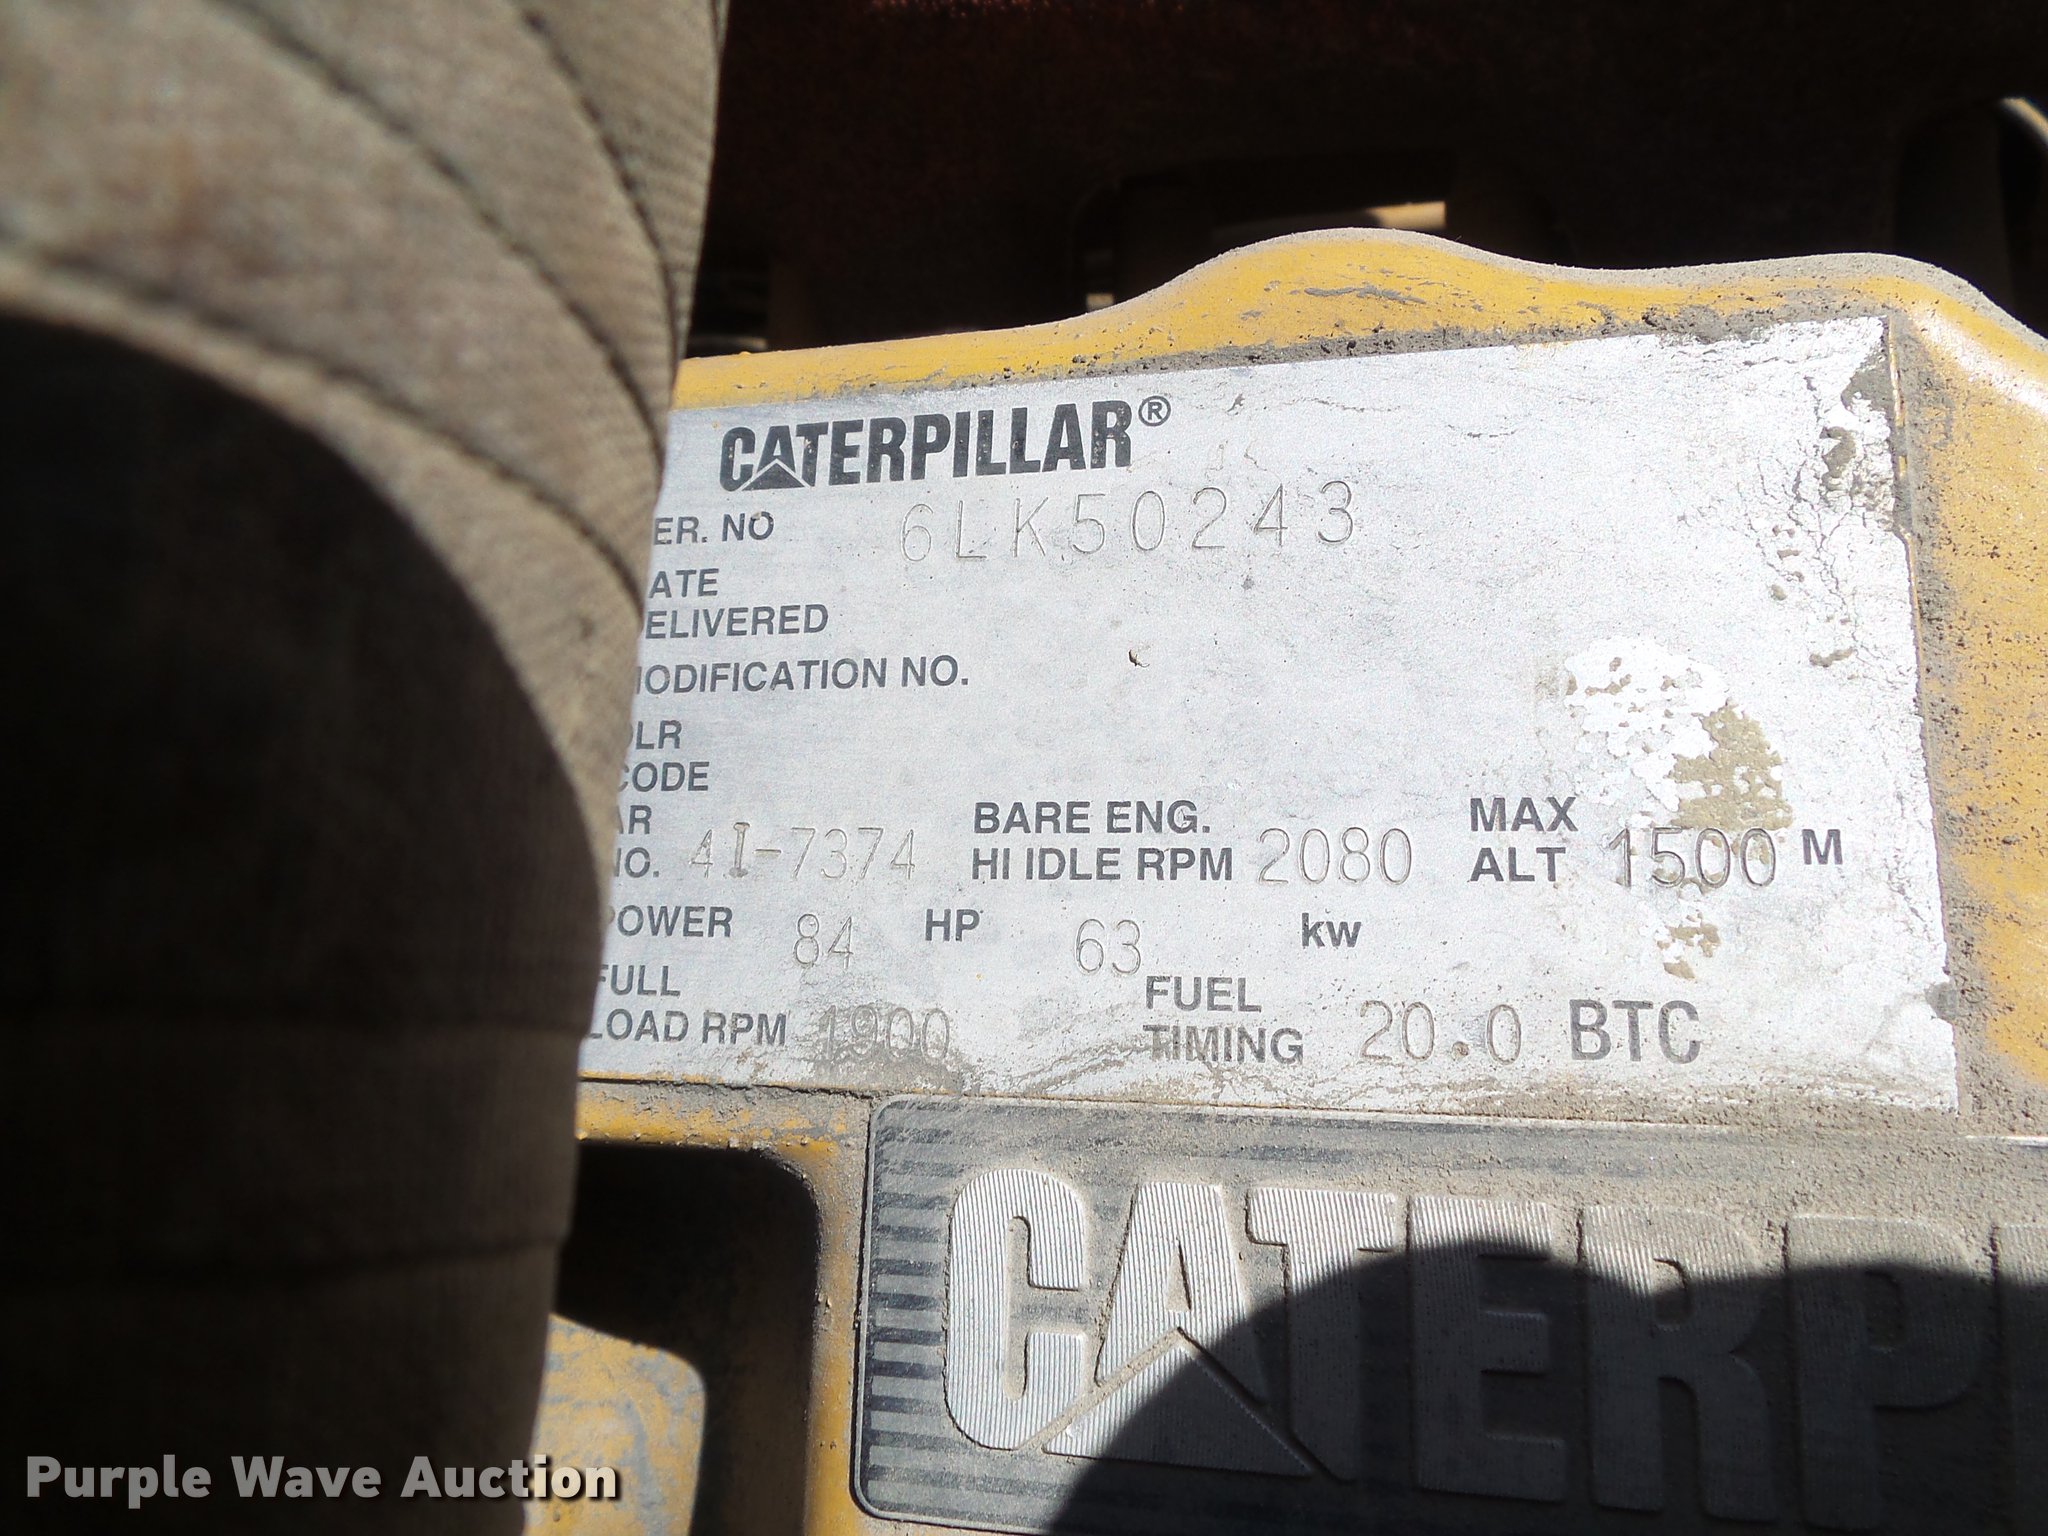 CATERPILLAR®
ER. NO 6LK50243
ATE
ELIVERED
MODIFICATION NO.
DLR
CODE
AR
NO. 4I-7374 BARE ENG. HI IDLE RPM 2080 MAX ALT 1500 M
POWER 84 HP 63 kw
FULL
LOAD RPM 1900 FUEL TIMING 20.0 BTC
CATERP
Purple Wave Auction